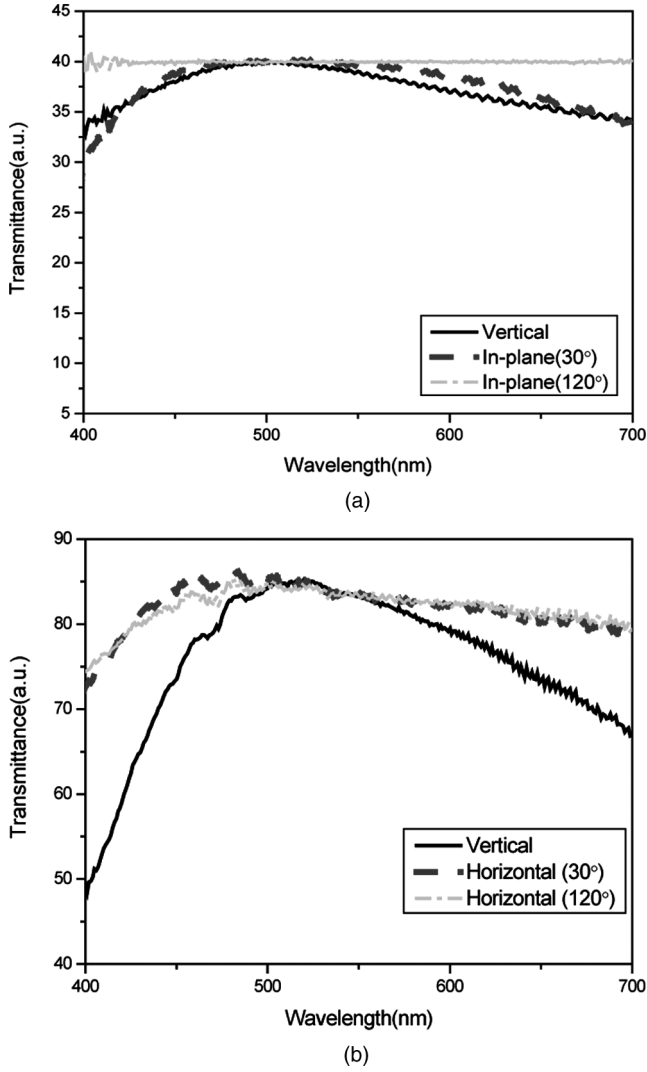 45
40
35
30
25
20
15
10
5
Transmittance(a.u.)
Vertical
In-plane(30°)
In-plane(120°)
400 500 600 700
Wavelength(nm)
(a)
90
80
70
60
50
40
Transmittance(a.u.)
Vertical
Horizontal (30°)
Horizontal (120°)
400 500 600 700
Wavelength(nm)
(b)